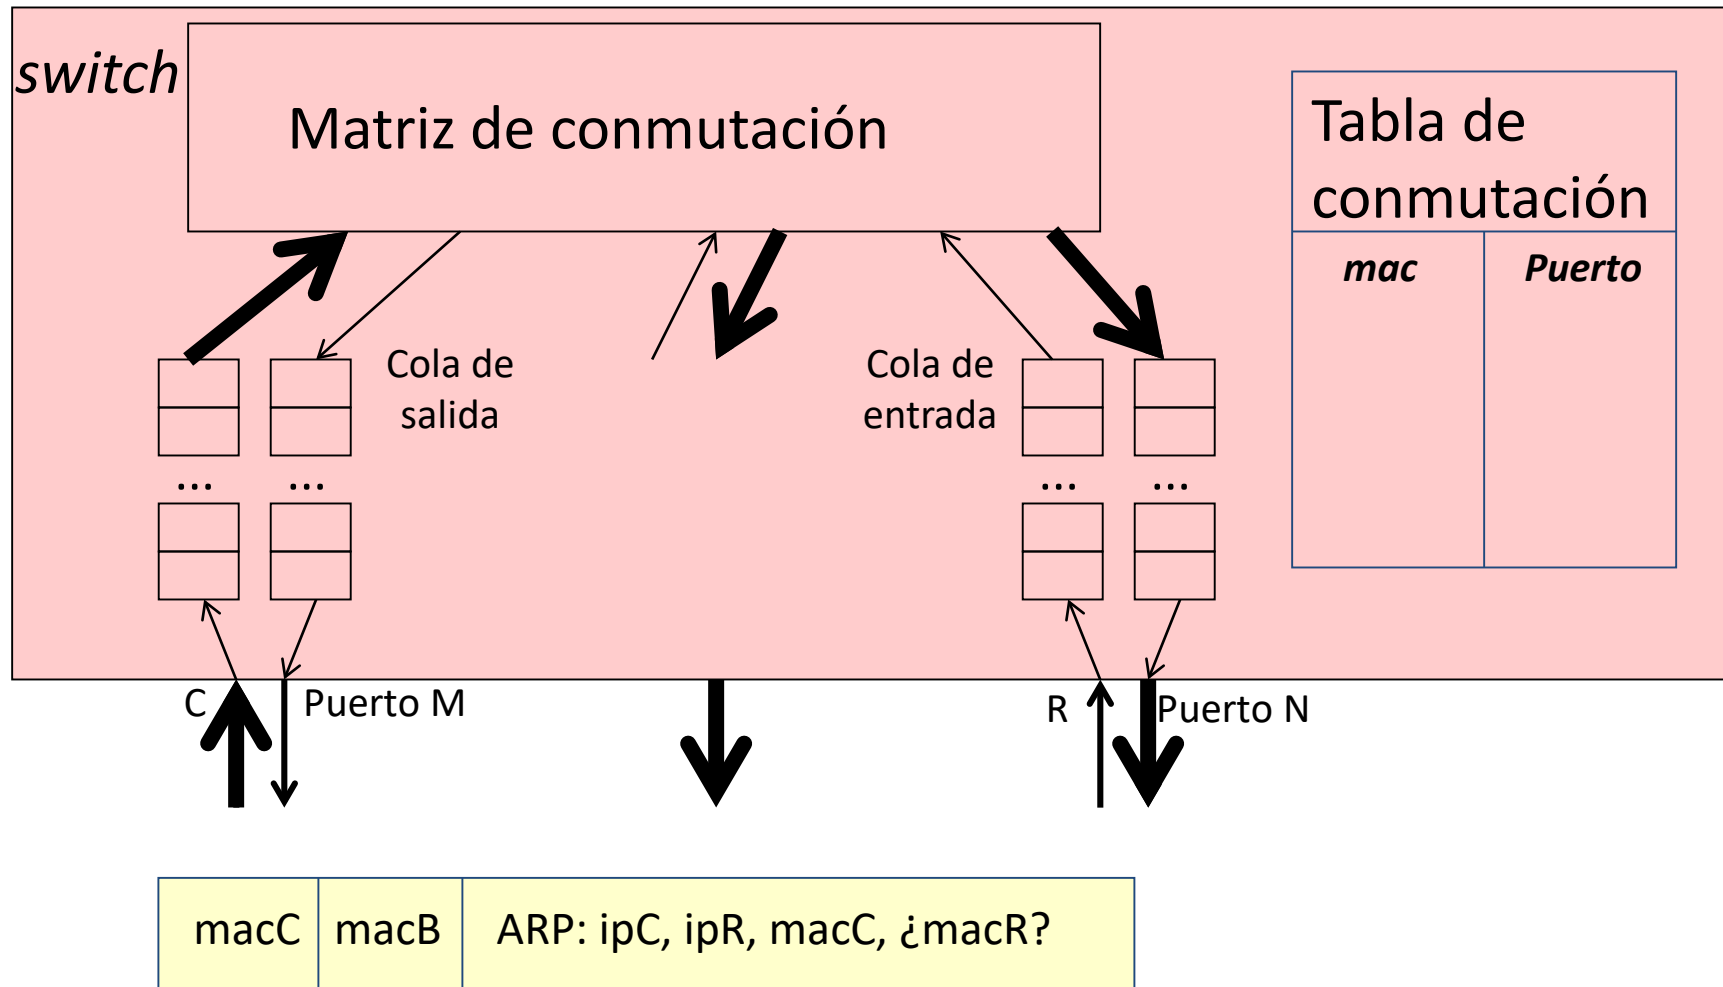 switch
Matriz de conmutación
Tabla de
conmutación
mac Puerto
Cola de
salida
Cola de
entrada
... ... ... ...
C Puerto M R Puerto N
macC macB ARP: ipC, ipR, macC, ¿macR?